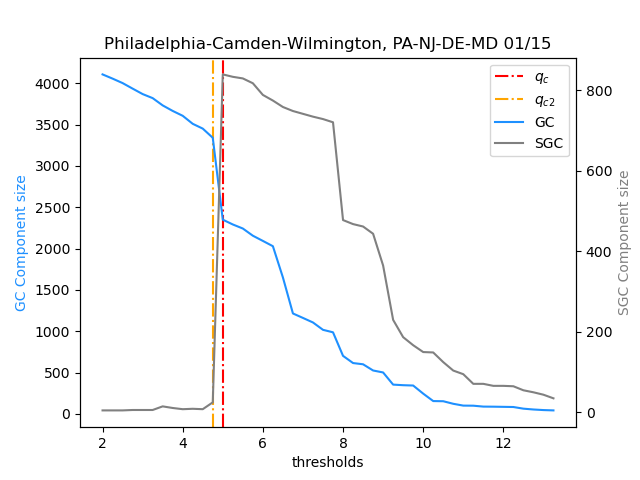 Philadelphia-Camden-Wilmington, PA-NJ-DE-MD 01/15
GC Component size
4000
3500
3000
2500
2000
1500
1000
500
0
2 4 6 8 10 12
thresholds
800
600
400
200
0
SGC Component size
q_c
q_{c2}
GC
SGC